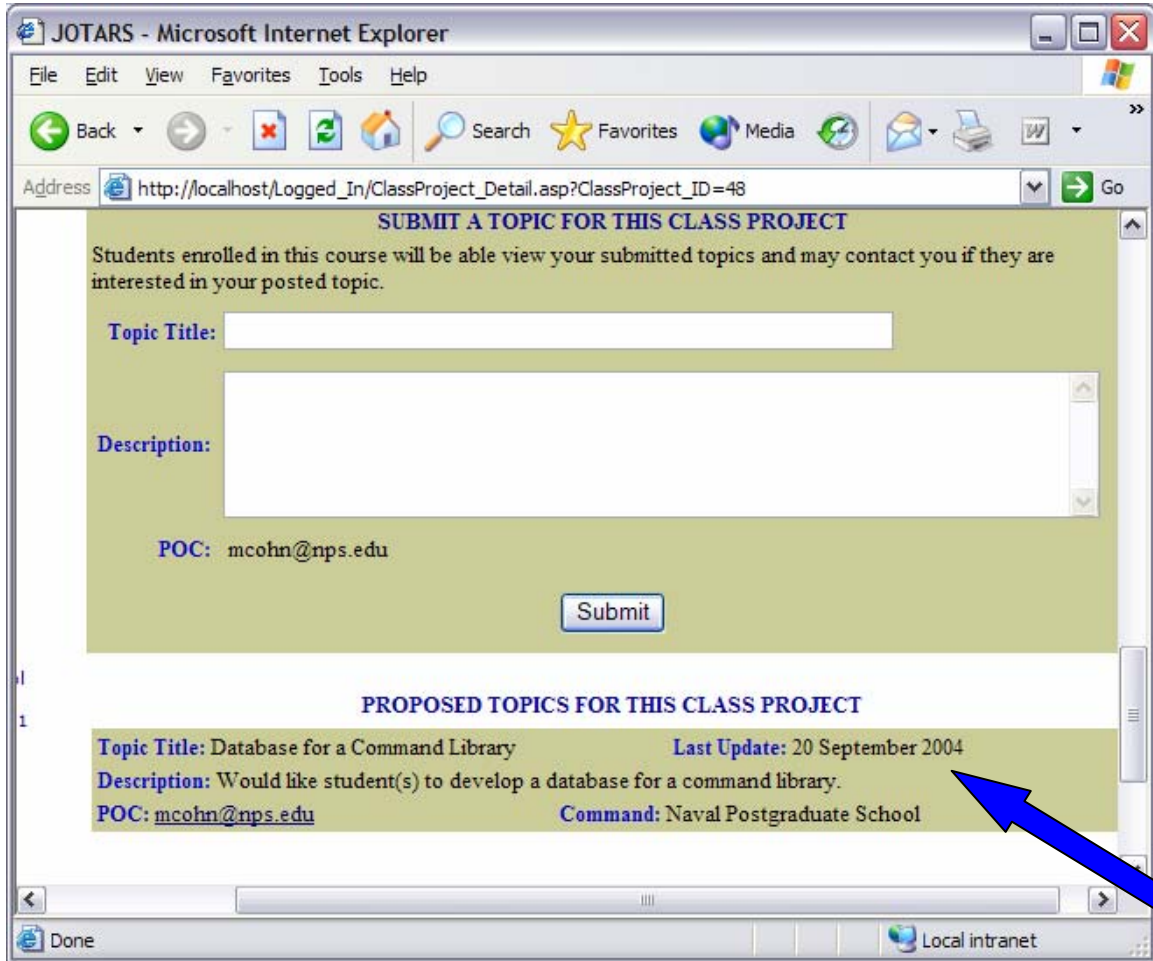 JOTARS - Microsoft Internet Explorer
File Edit View Favorites Tools Help
Back Search Favorites Media
Address http://localhost/Logged_In/ClassProject_Detail.asp?ClassProject_ID=48 Go
SUBMIT A TOPIC FOR THIS CLASS PROJECT
Students enrolled in this course will be able view your submitted topics and may contact you if they are
interested in your posted topic.
Topic Title:
Description:
POC: mcohn@nps.edu
Submit
1
PROPOSED TOPICS FOR THIS CLASS PROJECT
Topic Title: Database for a Command Library Last Update: 20 September 2004
Description: Would like student(s) to develop a database for a command library.
POC: mcohn@nps.edu Command: Naval Postgraduate School
Done Local intranet